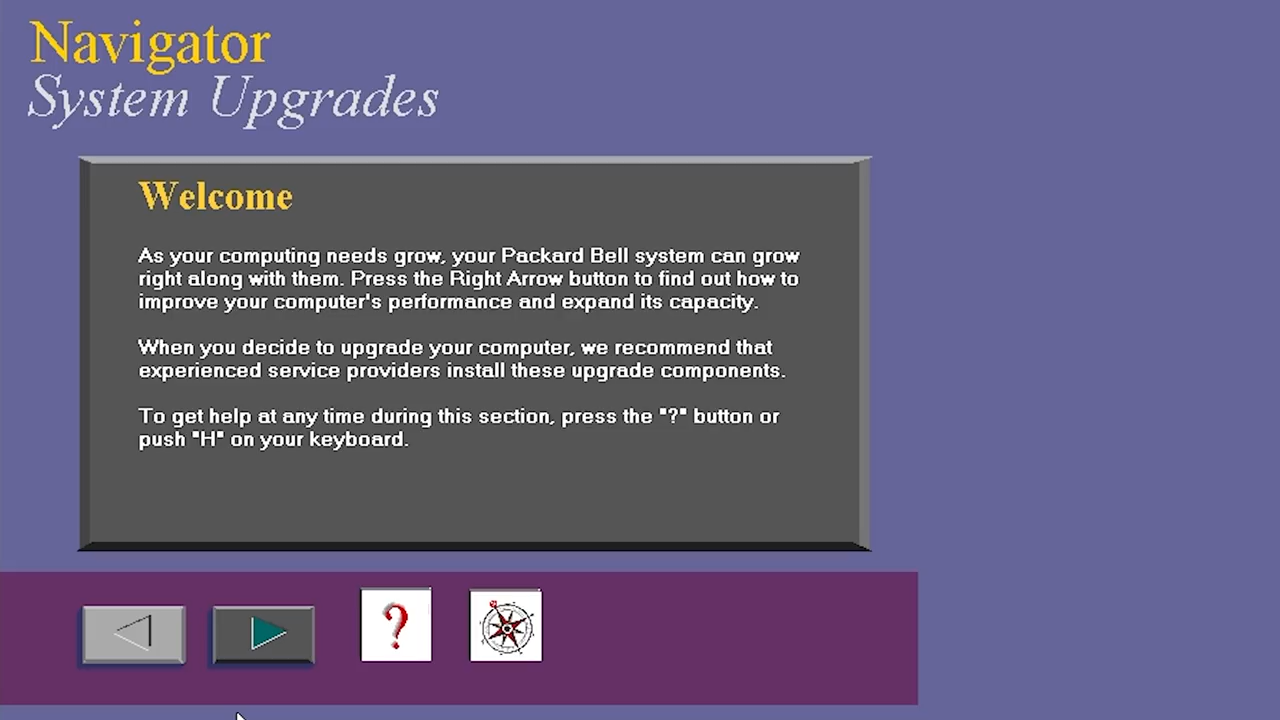 Navigator
System Upgrades
Welcome
As your computing needs grow, your Packard Bell system can grow
right along with them. Press the Right Arrow button to find out how to
improve your computer's performance and expand its capacity.
When you decide to upgrade your computer, we recommend that
experienced service providers install these upgrade components.
To get help at any time during this section, press the "?" button or
push "H" on your keyboard.
?